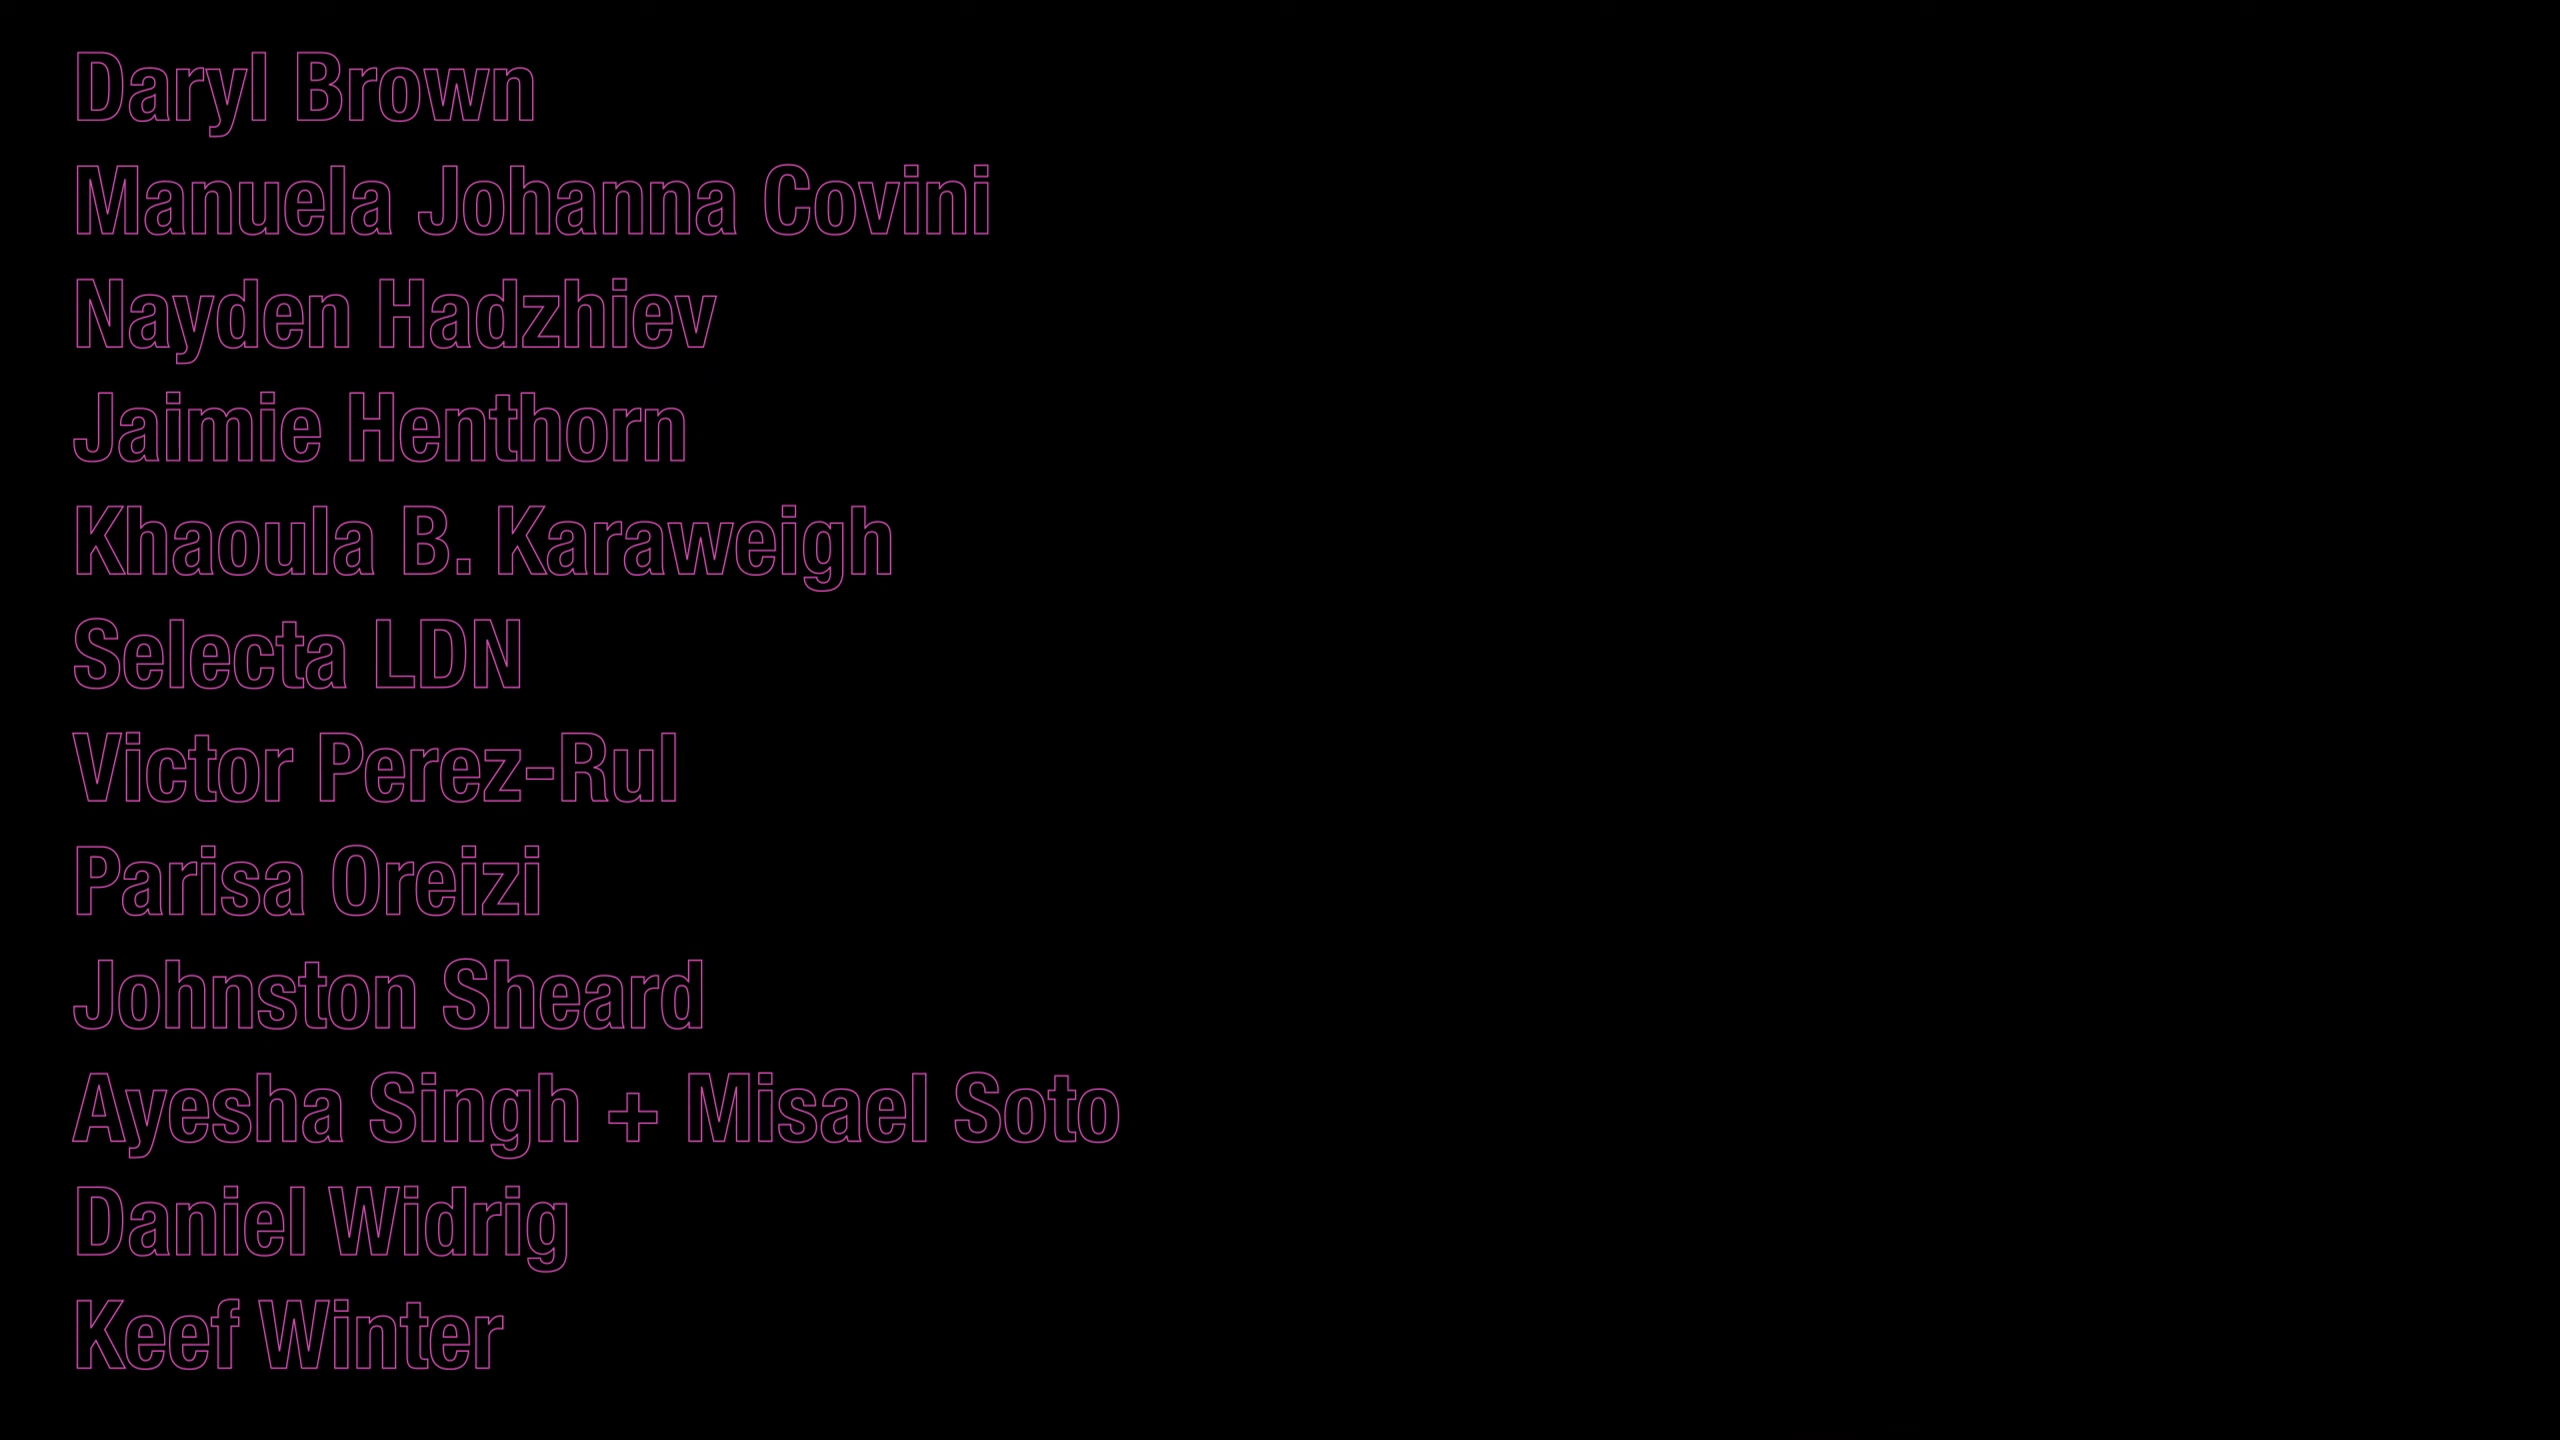 Daryl Brown
Manuela Johanna Covini
Nayden Hadzhiev
Jaimie Henthorn
Khaoula B. Karaweigh
Selecta LDN
Victor Perez-Rul
Parisa Oreizi
Johnston Sheard
Ayesha Singh + Misael Soto
Daniel Widrig
Keef Winter